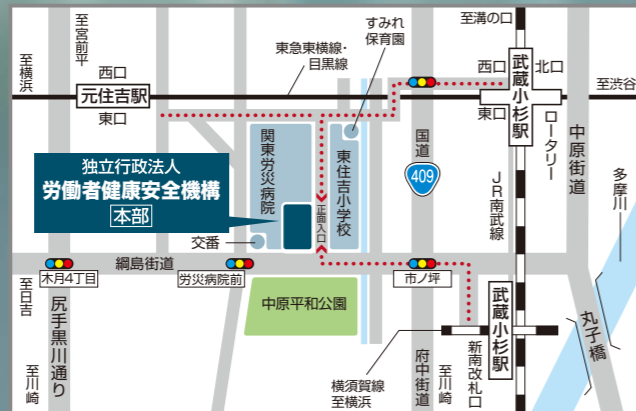 至宮前平
至横浜
西口
元住吉駅
東口
東急東横線・
目黒線
すみれ
保育園
至溝の口
西口
北口
武蔵小杉駅
東口
ロータリー
至渋谷
中原街道
多摩川
国道
409
JR南武線
関東労災病院
東住吉小学校
正面入口
独立行政法人
労働者健康安全機構
本部
交番
綱島街道
木月4丁目
労災病院前
市ノ坪
中原平和公園
至日吉
尻手黒川通り
至川崎
横須賀線
至横浜
府中街道
至川崎
新南改札口
武蔵小杉駅
至川崎
丸子橋